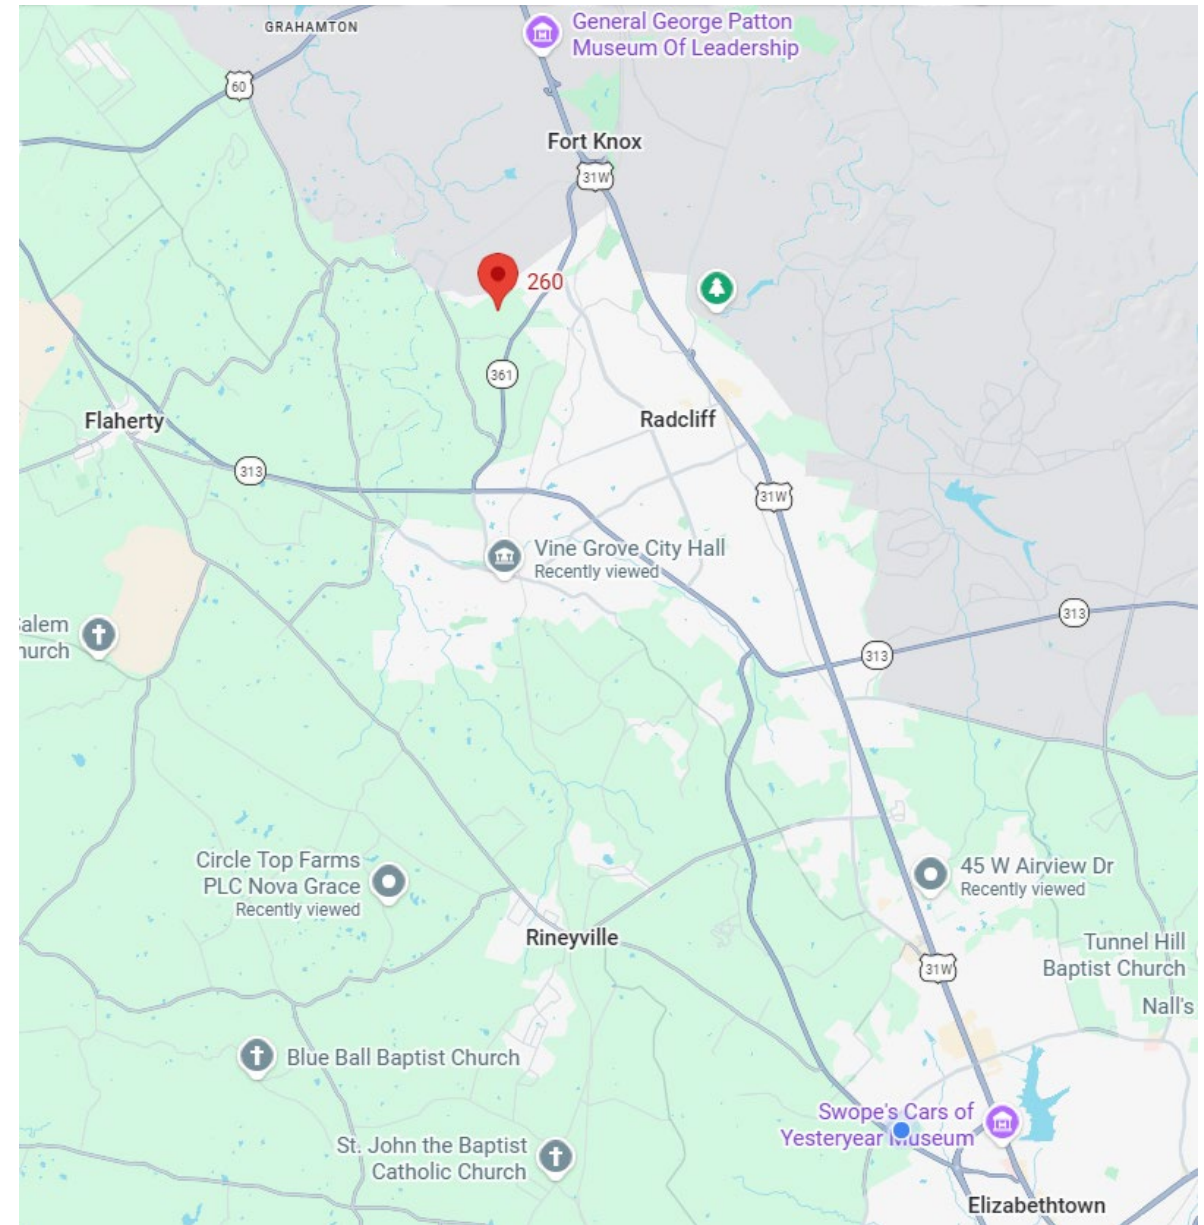 GRAHAMTON
General George Patton
Museum Of Leadership
60
Fort Knox
31W
260
361
Flaherty
Radcliff
313
31W
Vine Grove City Hall
Recently viewed
313
313
Church
Circle Top Farms
PLC Nova Grace
Recently viewed
45 W Airview Dr
Recently viewed
Rineyville
Tunnel Hill
Baptist Church
31W
Nall's
Blue Ball Baptist Church
Swope's Cars of
Yesteryear Museum
St. John the Baptist
Catholic Church
Elizabethtown